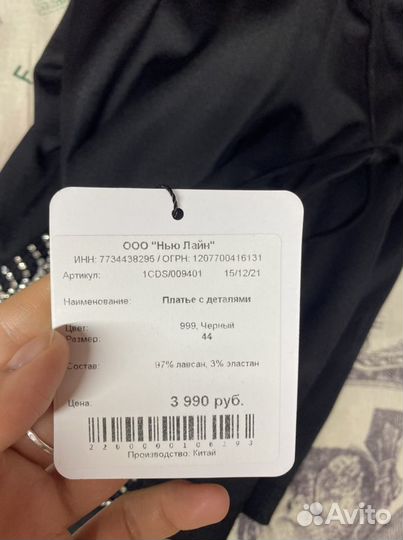 ООО "Нью Лайн"
ИНН: 7734438295 / ОГРН: 1207700416131
Артикул: 1CDS/009401 15/12/21
Наименование: Платье с деталями
Цвет: 999, Черный
Размер: 44
Состав: 97% лавсан, 3% эластан
Цена: 3 990 руб.
2260000106293
Производство: Китай
Avito